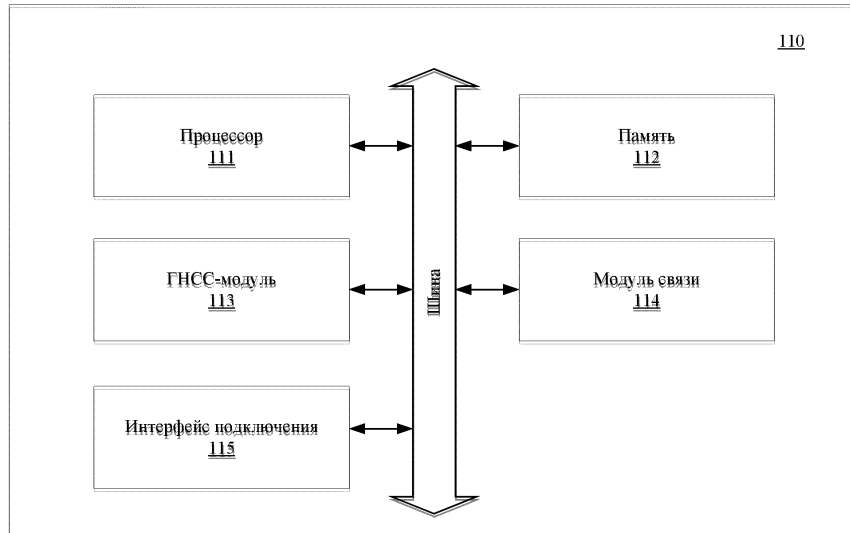 110
Процессор
111
Память
112
ГНСС-модуль
113
Шина
Модуль связи
114
Интерфейс подключения
115